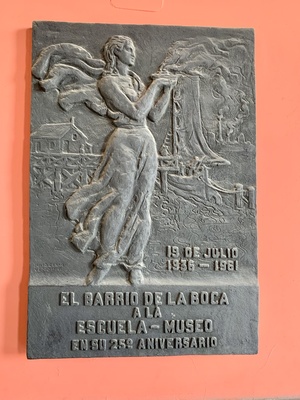 19 DE JULIO
1936 — 1961
EL BARRIO DE LA BOCA
A LA
ESCUELA - MUSEO
EN SU 25º ANIVERSARIO